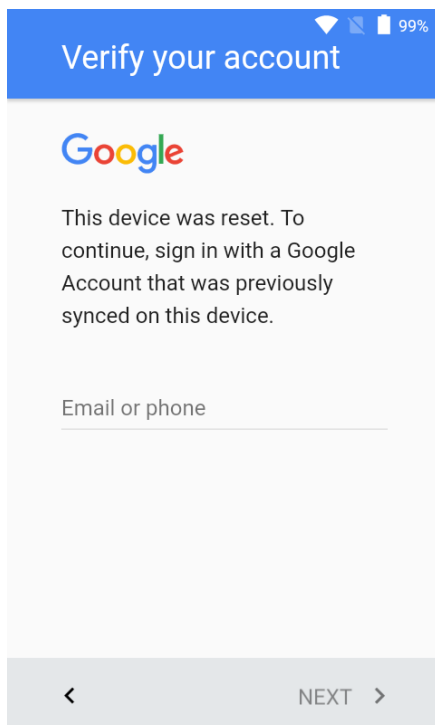 99%
Verify your account
Google
This device was reset. To
continue, sign in with a Google
Account that was previously
synced on this device.
Email or phone
NEXT